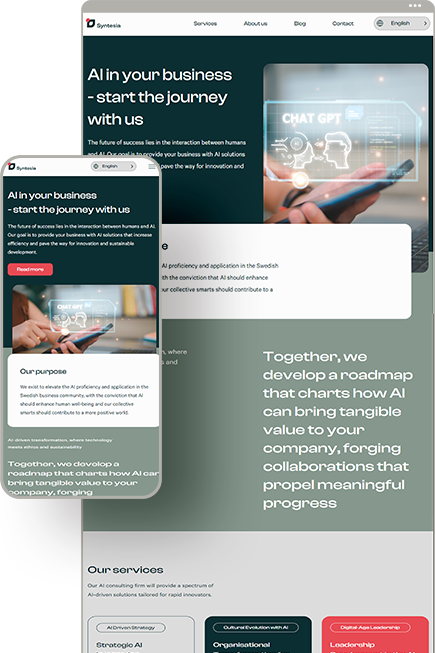 Syntesia
Services
About us
Blog
Contact
English
AI in your business
- start the journey
with us
The future of success lies in the interaction between humans
and AI. Our goal is to provide your business with AI solutions
pave the way for innovation and
CHAT GPT
AI
AI proficiency and application in the Swedish
with the conviction that AI should enhance
our collective smarts should contribute to a
where
and
Together, we
develop a roadmap
that charts how AI
can bring tangible
value to your
company, forging
collaborations that
propel meaningful
progress
Our services
Our AI consulting firm will provide a spectrum of
AI-driven solutions tailored for rapid innovators.
AI Driven Strategy
Strategic AI
Cultural Evolution with AI
Organisational
Digital-Age Leadership
Leadership
Syntesia
English
AI in your business
- start the journey with us
The future of success lies in the interaction between humans and AI.
Our goal is to provide your business with AI solutions that increase
efficiency and pave the way for innovation and sustainable
development.
Read more
CHAT GPT
Our purpose
We exist to elevate the AI proficiency and application in the
Swedish business community, with the conviction that AI
should enhance human well-being and our collective
smarts should contribute to a more positive world.
AI-driven transformation, where technology
meets ethics and sustainability
Together, we develop a
roadmap that charts how AI can
bring tangible value to your
company, forging